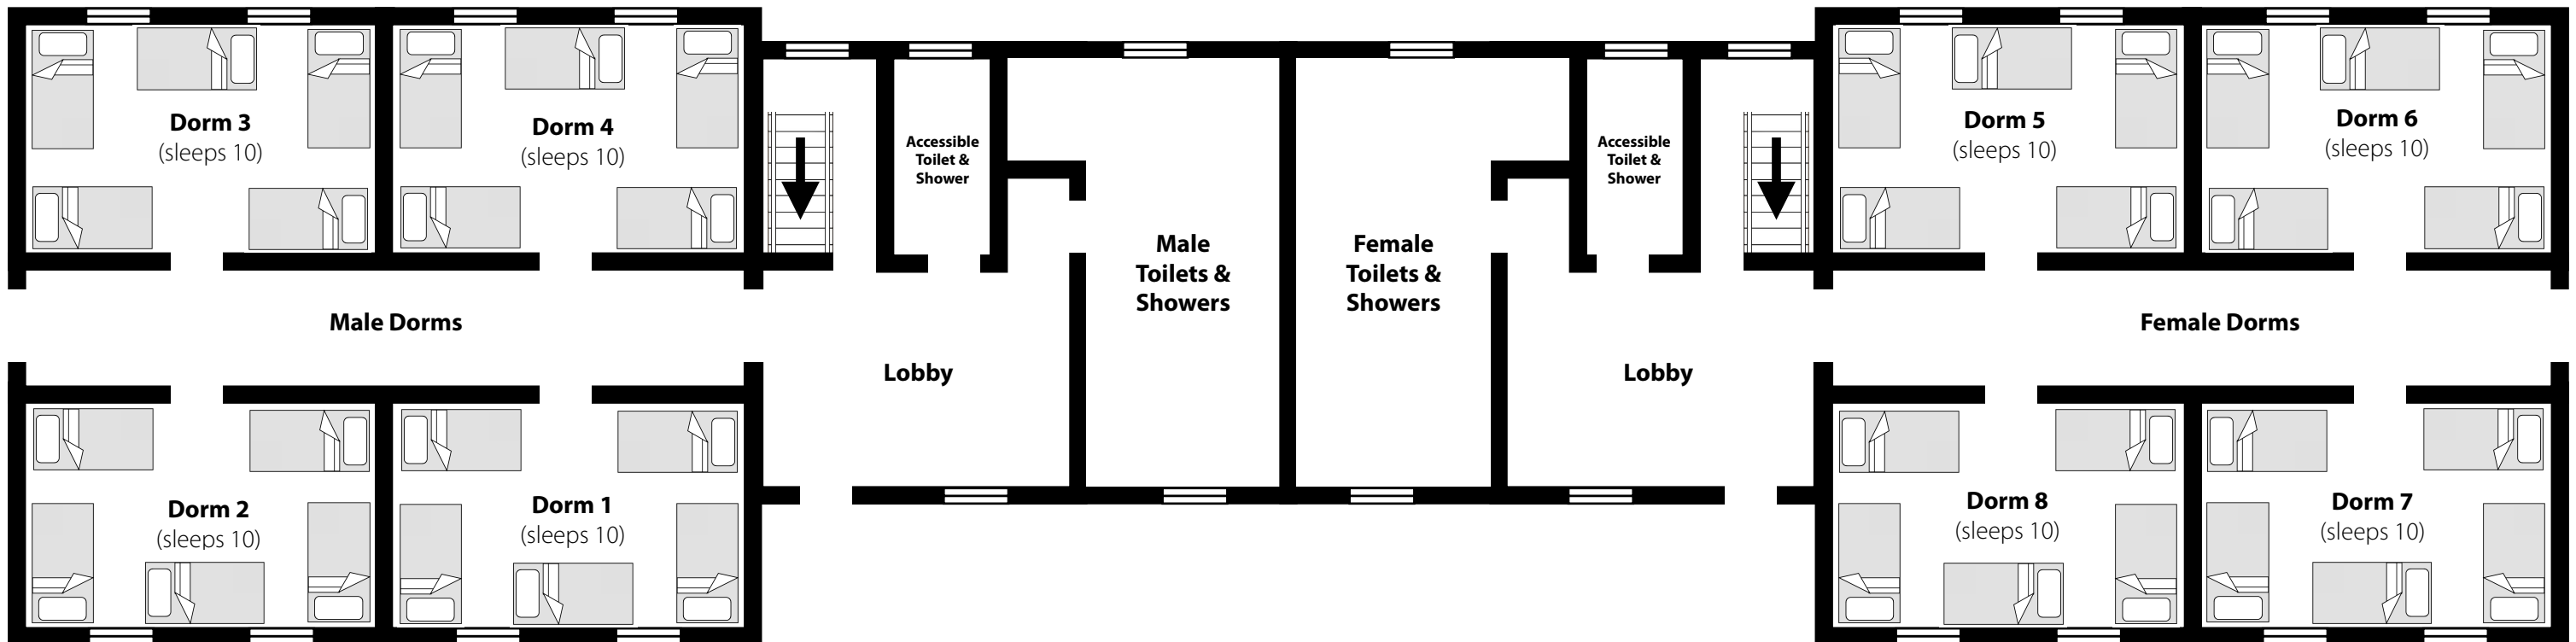 Dorm 3
(sleeps 10)
Dorm 4
(sleeps 10)
Accessible
Toilet &
Shower
Accessible
Toilet &
Shower
Dorm 5
(sleeps 10)
Dorm 6
(sleeps 10)
Male
Toilets &
Showers
Female
Toilets &
Showers
Male Dorms
Female Dorms
Lobby
Lobby
Dorm 2
(sleeps 10)
Dorm 1
(sleeps 10)
Dorm 8
(sleeps 10)
Dorm 7
(sleeps 10)